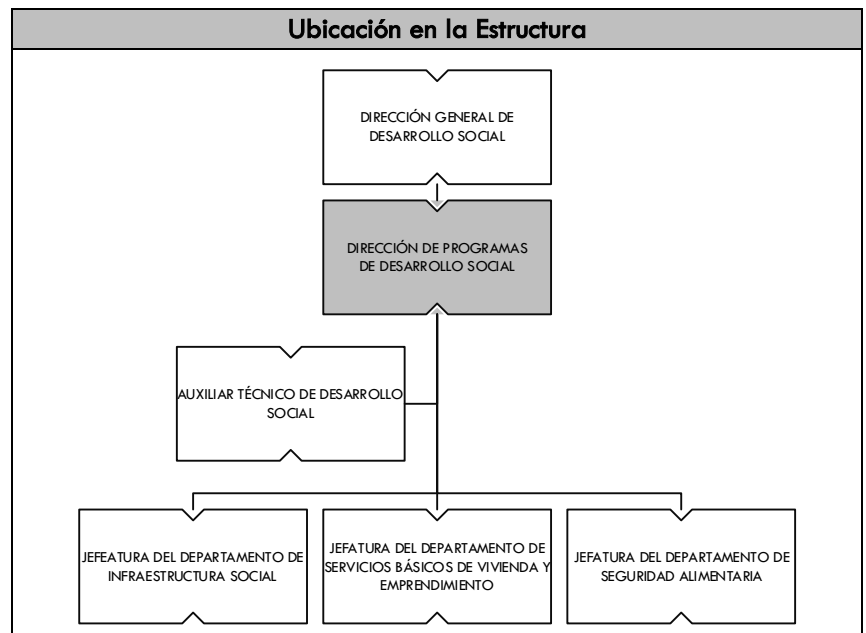 Ubicación en la Estructura
DIRECCIÓN GENERAL DE
DESARROLLO SOCIAL
DIRECCIÓN DE PROGRAMAS
DE DESARROLLO SOCIAL
AUXILIAR TÉCNICO DE DESARROLLO
SOCIAL
JEFEATURA DEL DEPARTAMENTO DE
INFRAESTRUCTURA SOCIAL
JEFATURA DEL DEPARTAMENTO DE
SERVICIOS BÁSICOS DE VIVIENDA Y
EMPRENDIMIENTO
JEFATURA DEL DEPARTAMENTO DE
SEGURIDAD ALIMENTARIA